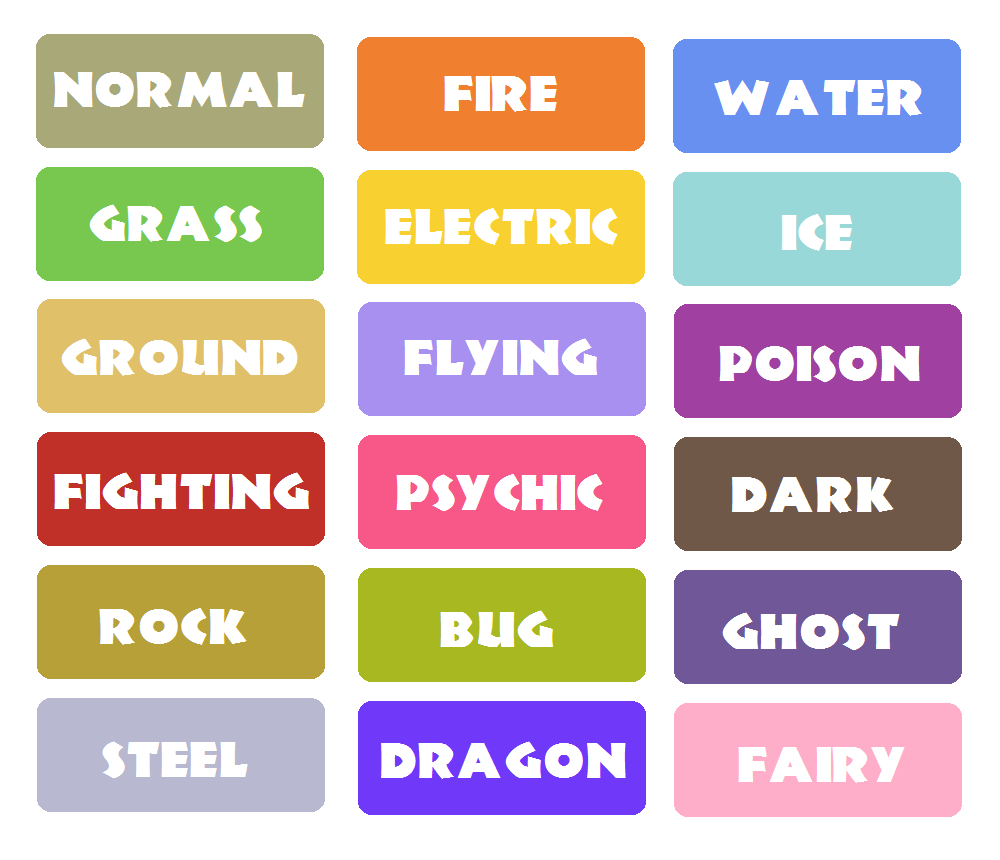 NORMAL
FIRE
WATER
GRASS
ELECTRIC
ICE
GROUND
FLYING
POISON
FIGHTING
PSYCHIC
DARK
ROCK
BUG
GHOST
STEEL
DRAGON
FAIRY